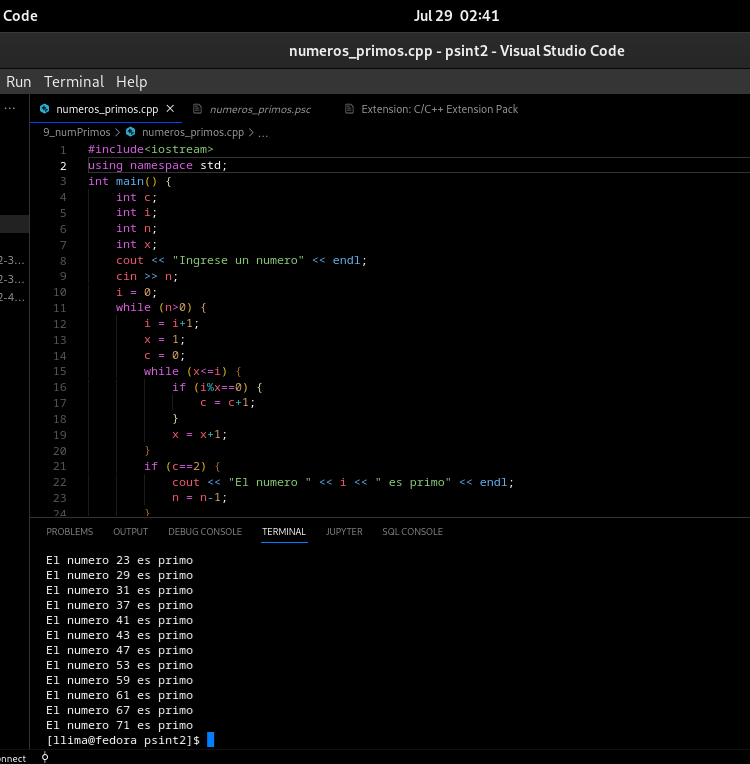 Code
Jul 29 02:41
numeros_primos.cpp - psint2 - Visual Studio Code
Run Terminal Help
... numeros_primos.cpp × numeros_primos.psc Extension: C/C++ Extension Pack
9_numPrimos > numeros_primos.cpp > ...
1 #include<iostream>
2 using namespace std;
3 int main() {
4 int c;
5 int i;
6 int n;
7 int x;
8 cout << "Ingrese un numero" << endl;
9 cin >> n;
10 i = 0;
11 while (n>0) {
12 i = i+1;
13 x = 1;
14 c = 0;
15 while (x<=i) {
16 if (i%x==0) {
17 c = c+1;
18 }
19 x = x+1;
20 }
21 if (c==2) {
22 cout << "El numero " << i << " es primo" << endl;
23 n = n-1;
24 }
2-3...
2-3...
2-4...
PROBLEMS OUTPUT DEBUG CONSOLE TERMINAL JUPYTER SQL CONSOLE
El numero 23 es primo
El numero 29 es primo
El numero 31 es primo
El numero 37 es primo
El numero 41 es primo
El numero 43 es primo
El numero 47 es primo
El numero 53 es primo
El numero 59 es primo
El numero 61 es primo
El numero 67 es primo
El numero 71 es primo
[llima@fedora psint2]$
nnect